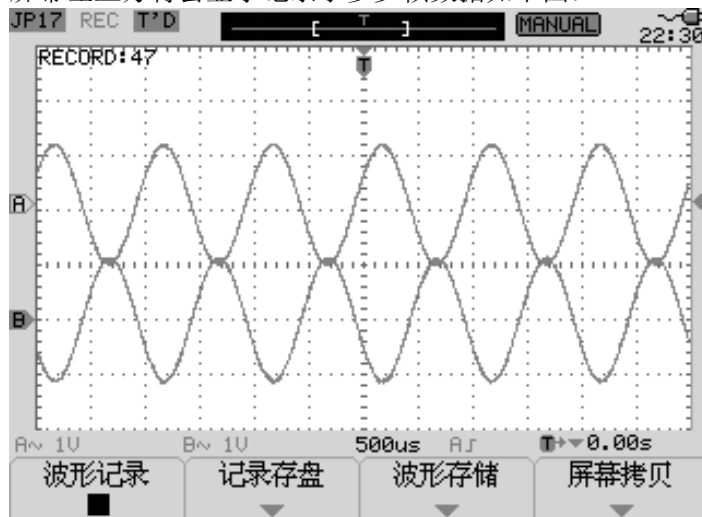 JP17 REC T'D T MANUAL 22:30
RECORD:47
T
A
B
A∿ 1V B∿ 1V 500us A 0.00s
波形记录 记录存盘 波形存储 屏幕拷贝